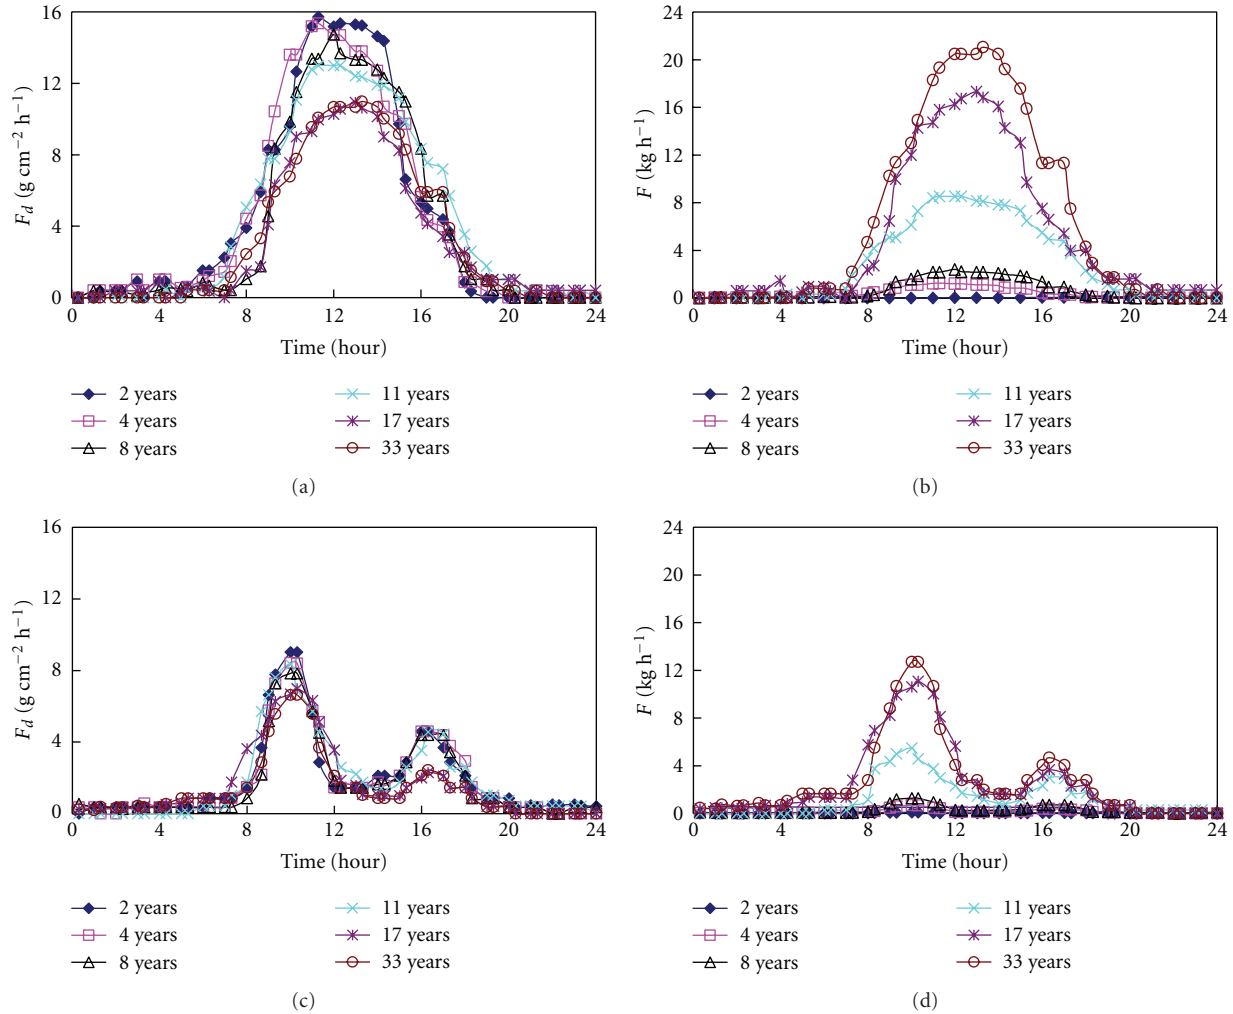 16
12
8
4
0
F_d (g cm−2 h−1)
0 4 8 12 16 20 24
Time (hour)
2 years
4 years
8 years
11 years
17 years
33 years
(a)
24
20
16
12
8
4
0
F (kg h−1)
0 4 8 12 16 20 24
Time (hour)
2 years
4 years
8 years
11 years
17 years
33 years
(b)
16
12
8
4
0
F_d (g cm−2 h−1)
0 4 8 12 16 20 24
Time (hour)
2 years
4 years
8 years
11 years
17 years
33 years
(c)
24
20
16
12
8
4
0
F (kg h−1)
0 4 8 12 16 20 24
Time (hour)
2 years
4 years
8 years
11 years
17 years
33 years
(d)